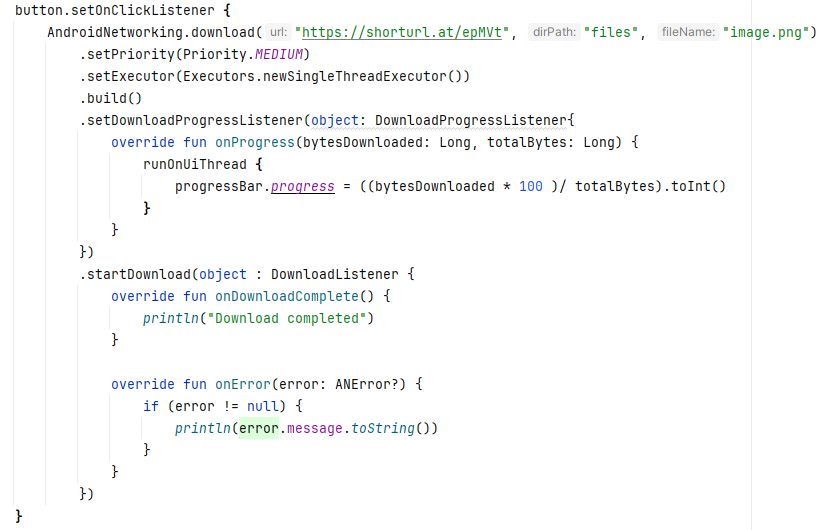 button.setOnClickListener {
    AndroidNetworking.download( url: "https://shorturl.at/epMVt", dirPath: "files", fileName: "image.png")
        .setPriority(Priority.MEDIUM)
        .setExecutor(Executors.newSingleThreadExecutor())
        .build()
        .setDownloadProgressListener(object: DownloadProgressListener{
            override fun onProgress(bytesDownloaded: Long, totalBytes: Long) {
                runOnUiThread {
                    progressBar.progress = ((bytesDownloaded * 100 )/ totalBytes).toInt()
                }
            }
        })
        .startDownload(object : DownloadListener {
            override fun onDownloadComplete() {
                println("Download completed")
            }

            override fun onError(error: ANError?) {
                if (error != null) {
                    println(error.message.toString())
                }
            }
        })
}